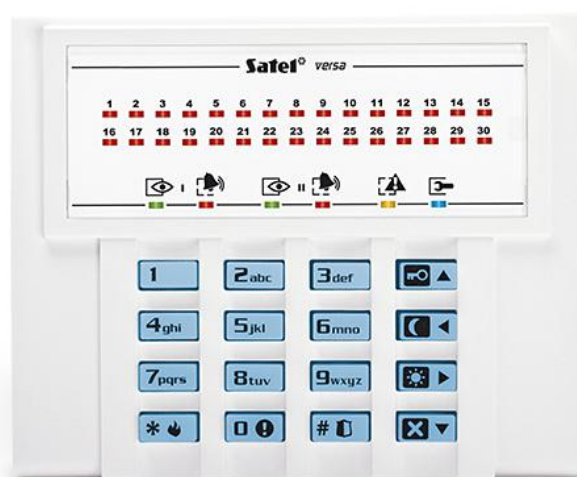 Satel versa
1 2 3 4 5 6 7 8 9 10 11 12 13 14 15
16 17 18 19 20 21 22 23 24 25 26 27 28 29 30
I II
1 2abc 3def
4ghi 5jkl 6mno
7pqrs 8tuv 9wxyz
* 0 #